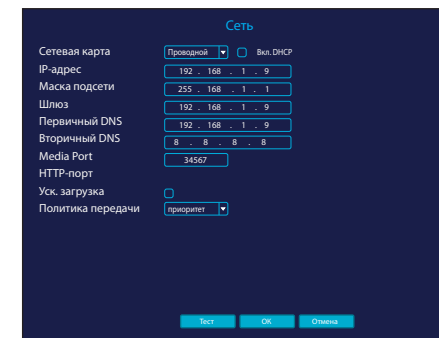 Сеть
Сетевая карта Проводной Вкл. DHCP
IP-адрес 192 . 168 . 1 . 9
Маска подсети 255 . 168 . 1 . 1
Шлюз 192 . 168 . 1 . 9
Первичный DNS 192 . 168 . 1 . 9
Вторичный DNS 8 . 8 . 8 . 8
Media Port 34567
HTTP-порт
Уск. загрузка
Политика передачи приоритет
Тест OK Отмена